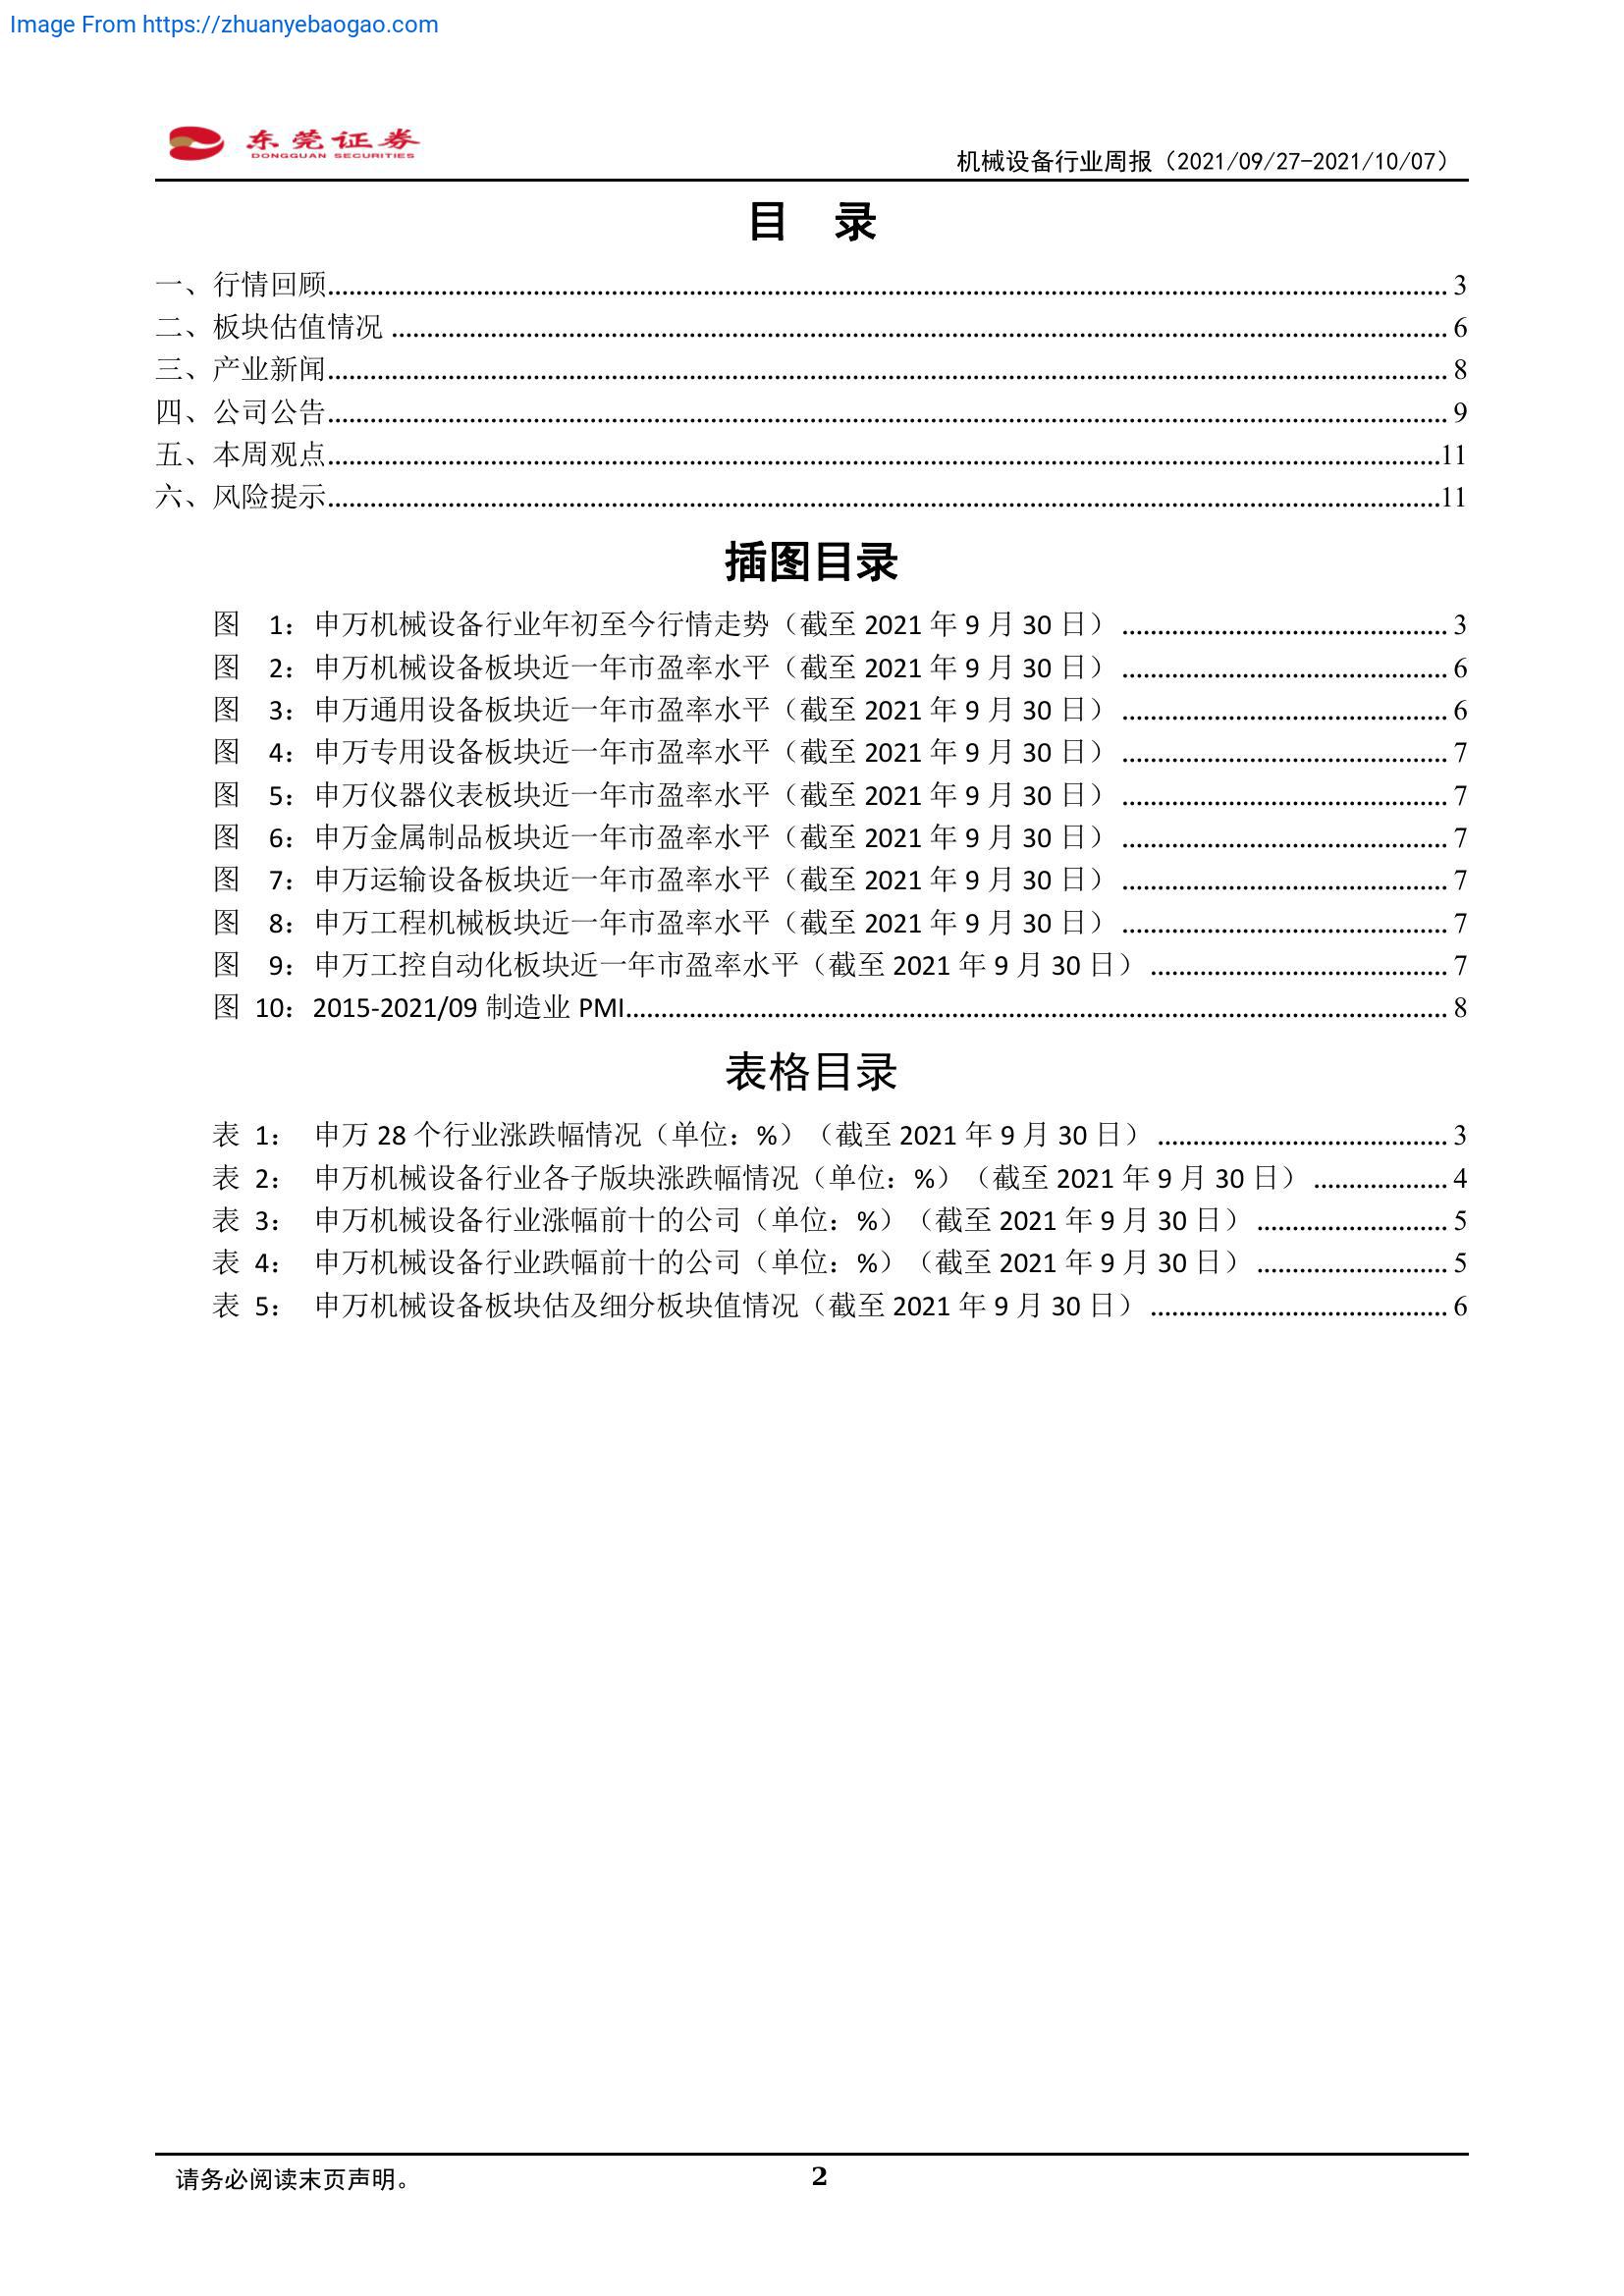 Image From https://zhuanyebaogao.com
东莞证券
DONGGUAN SECURITIES
机械设备行业周报（2021/09/27-2021/10/07）
目 录
一、行情回顾 3
二、板块估值情况 6
三、产业新闻 8
四、公司公告 9
五、本周观点 11
六、风险提示 11
插图目录
图 1：申万机械设备行业年初至今行情走势（截至 2021 年 9 月 30 日） 3
图 2：申万机械设备板块近一年市盈率水平（截至 2021 年 9 月 30 日） 6
图 3：申万通用设备板块近一年市盈率水平（截至 2021 年 9 月 30 日） 6
图 4：申万专用设备板块近一年市盈率水平（截至 2021 年 9 月 30 日） 7
图 5：申万仪器仪表板块近一年市盈率水平（截至 2021 年 9 月 30 日） 7
图 6：申万金属制品板块近一年市盈率水平（截至 2021 年 9 月 30 日） 7
图 7：申万运输设备板块近一年市盈率水平（截至 2021 年 9 月 30 日） 7
图 8：申万工程机械板块近一年市盈率水平（截至 2021 年 9 月 30 日） 7
图 9：申万工控自动化板块近一年市盈率水平（截至 2021 年 9 月 30 日） 7
图 10：2015-2021/09 制造业 PMI 8
表格目录
表 1： 申万 28 个行业涨跌幅情况（单位：%）（截至 2021 年 9 月 30 日） 3
表 2： 申万机械设备行业各子版块涨跌幅情况（单位：%）（截至 2021 年 9 月 30 日） 4
表 3： 申万机械设备行业涨幅前十的公司（单位：%）（截至 2021 年 9 月 30 日） 5
表 4： 申万机械设备行业跌幅前十的公司（单位：%）（截至 2021 年 9 月 30 日） 5
表 5： 申万机械设备板块估及细分板块值情况（截至 2021 年 9 月 30 日） 6
请务必阅读末页声明。
2